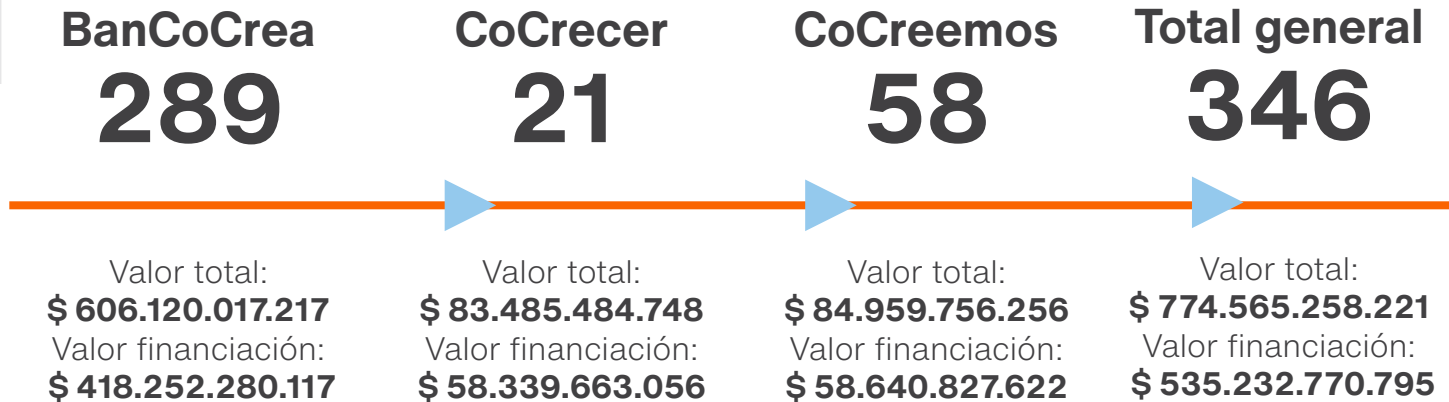 BanCoCrea
289
Valor total:
$ 606.120.017.217
Valor financiación:
$ 418.252.280.117
CoCrecer
21
Valor total:
$ 83.485.484.748
Valor financiación:
$ 58.339.663.056
CoCreemos
58
Valor total:
$ 84.959.756.256
Valor financiación:
$ 58.640.827.622
Total general
346
Valor total:
$ 774.565.258.221
Valor financiación:
$ 535.232.770.795